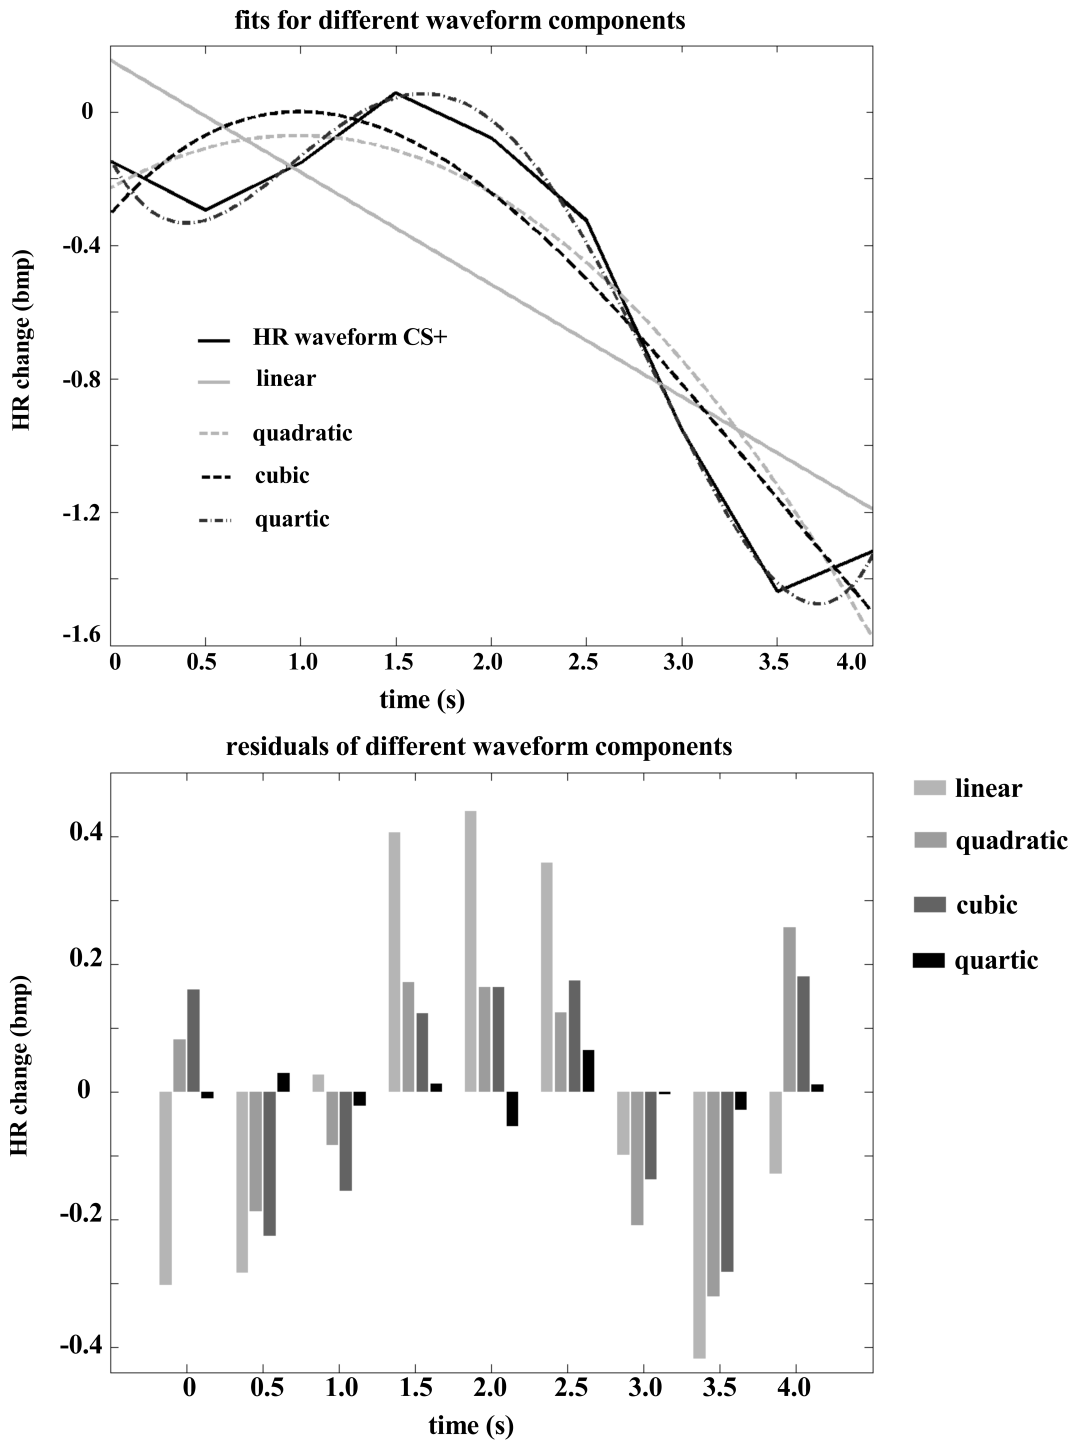 fits for different waveform components
0
-0.4
-0.8
-1.2
-1.6
HR change (bmp)
HR waveform CS+
linear
quadratic
cubic
quartic
0 0.5 1.0 1.5 2.0 2.5 3.0 3.5 4.0
time (s)
residuals of different waveform components
0.4
0.2
0
-0.2
-0.4
HR change (bmp)
linear
quadratic
cubic
quartic
0 0.5 1.0 1.5 2.0 2.5 3.0 3.5 4.0
time (s)